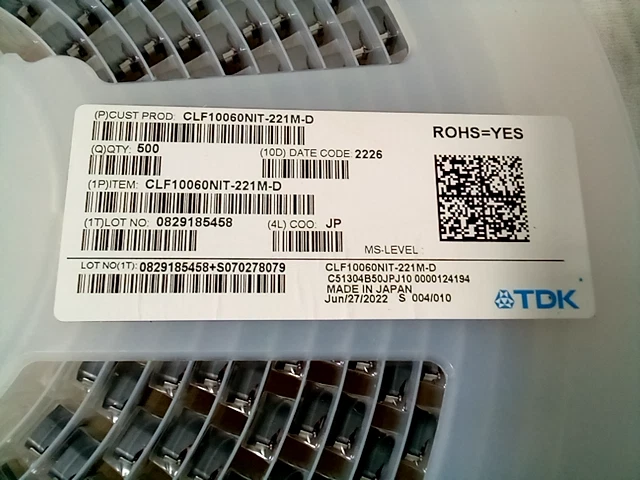 (P)CUST PROD: CLF10060NIT-221M-D
ROHS=YES
(Q)QTY: 500 (10D) DATE CODE: 2226
(1P)ITEM: CLF10060NIT-221M-D
(1T)LOT NO: 0829185458 (4L) COO: JP
MS-LEVEL :
LOT NO(1T): 0829185458+S070278079
CLF10060NIT-221M-D
C51304B50JPJ10 0000124194
MADE IN JAPAN
Jun/27/2022 S 004/010
TDK